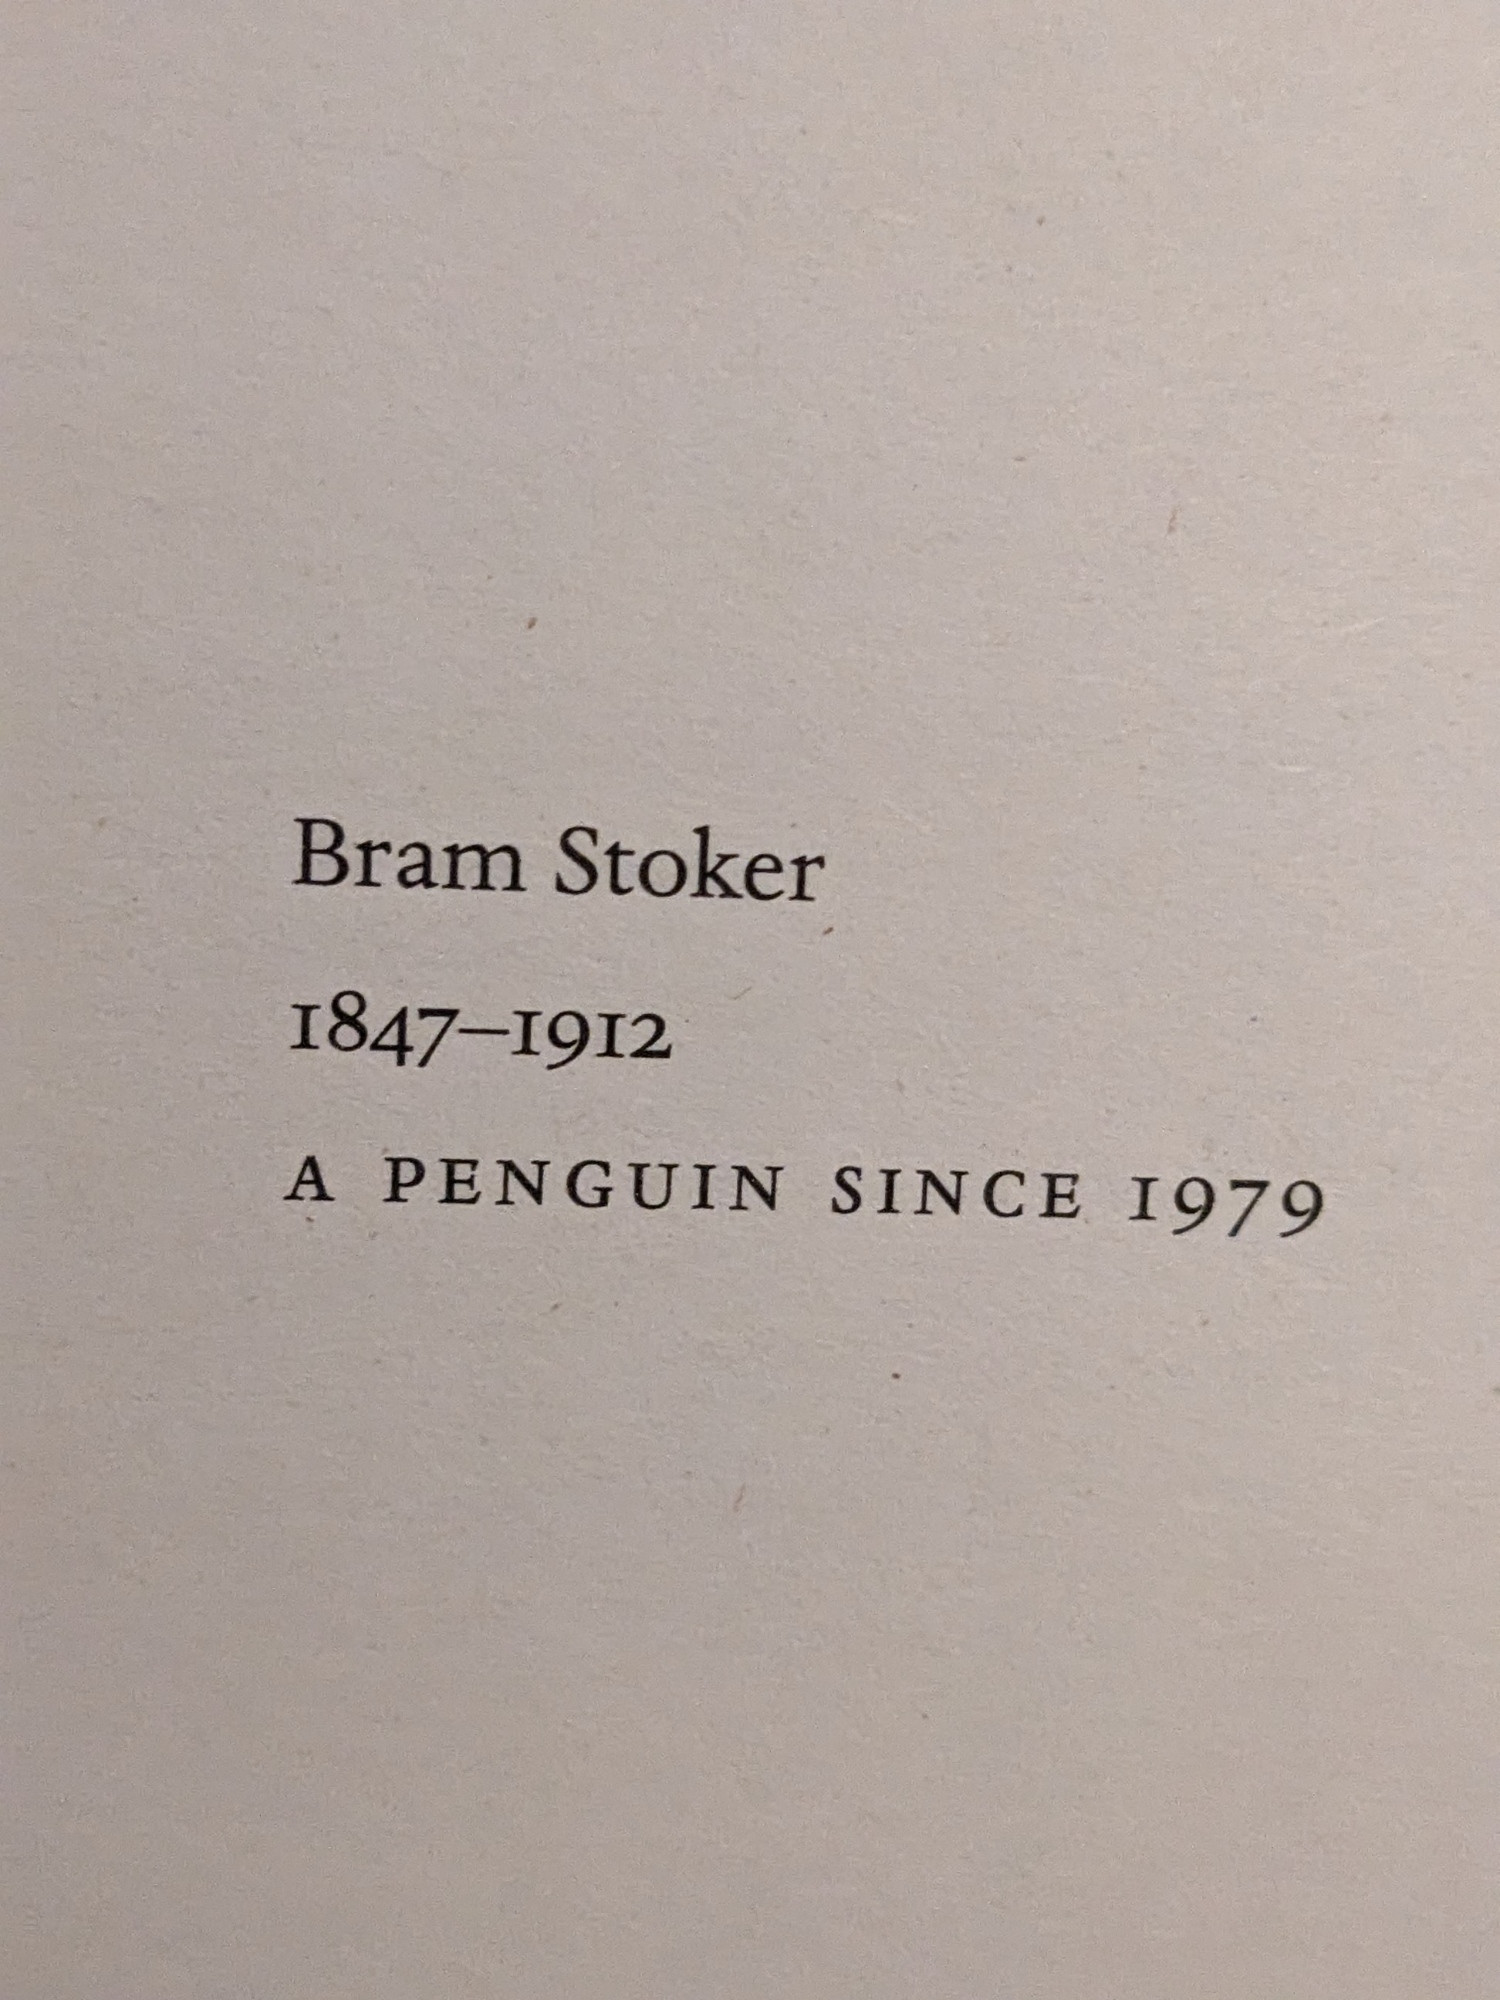 Bram Stoker
1847–1912
A PENGUIN SINCE 1979